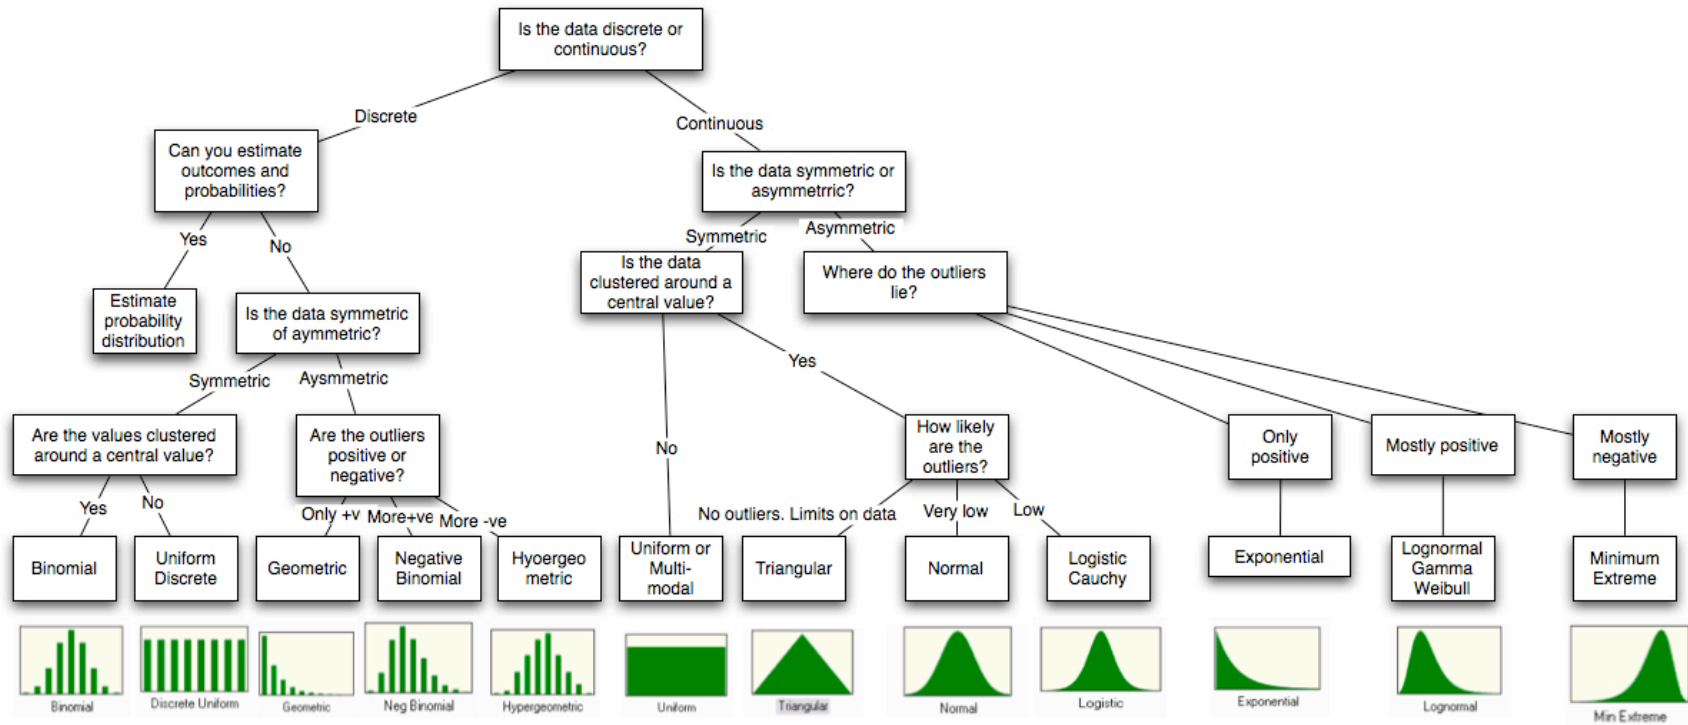 Is the data discrete or
continuous?
Discrete
Continuous
Can you estimate
outcomes and
probabilities?
Is the data symmetric or
asymmetrric?
Yes
No
Symmetric
Asymmetric
Estimate
probability
distribution
Is the data symmetric
of aymmetric?
Is the data
clustered around a
central value?
Where do the outliers
lie?
Symmetric
Aysmmetric
Yes
No
Are the values clustered
around a central value?
Are the outliers
positive or
negative?
How likely
are the
outliers?
Only
positive
Mostly positive
Mostly
negative
Yes
No
Only +v
More+ve
More -ve
No outliers. Limits on data
Very low
Low
Binomial
Uniform
Discrete
Geometric
Negative
Binomial
Hyoergeo
metric
Uniform or
Multi-
modal
Triangular
Normal
Logistic
Cauchy
Exponential
Lognormal
Gamma
Weibull
Minimum
Extreme
Binomial
Discrete Uniform
Geometric
Neg Binomial
Hypergeometric
Uniform
Triangular
Normal
Logistic
Exponential
Lognormal
Min Extreme